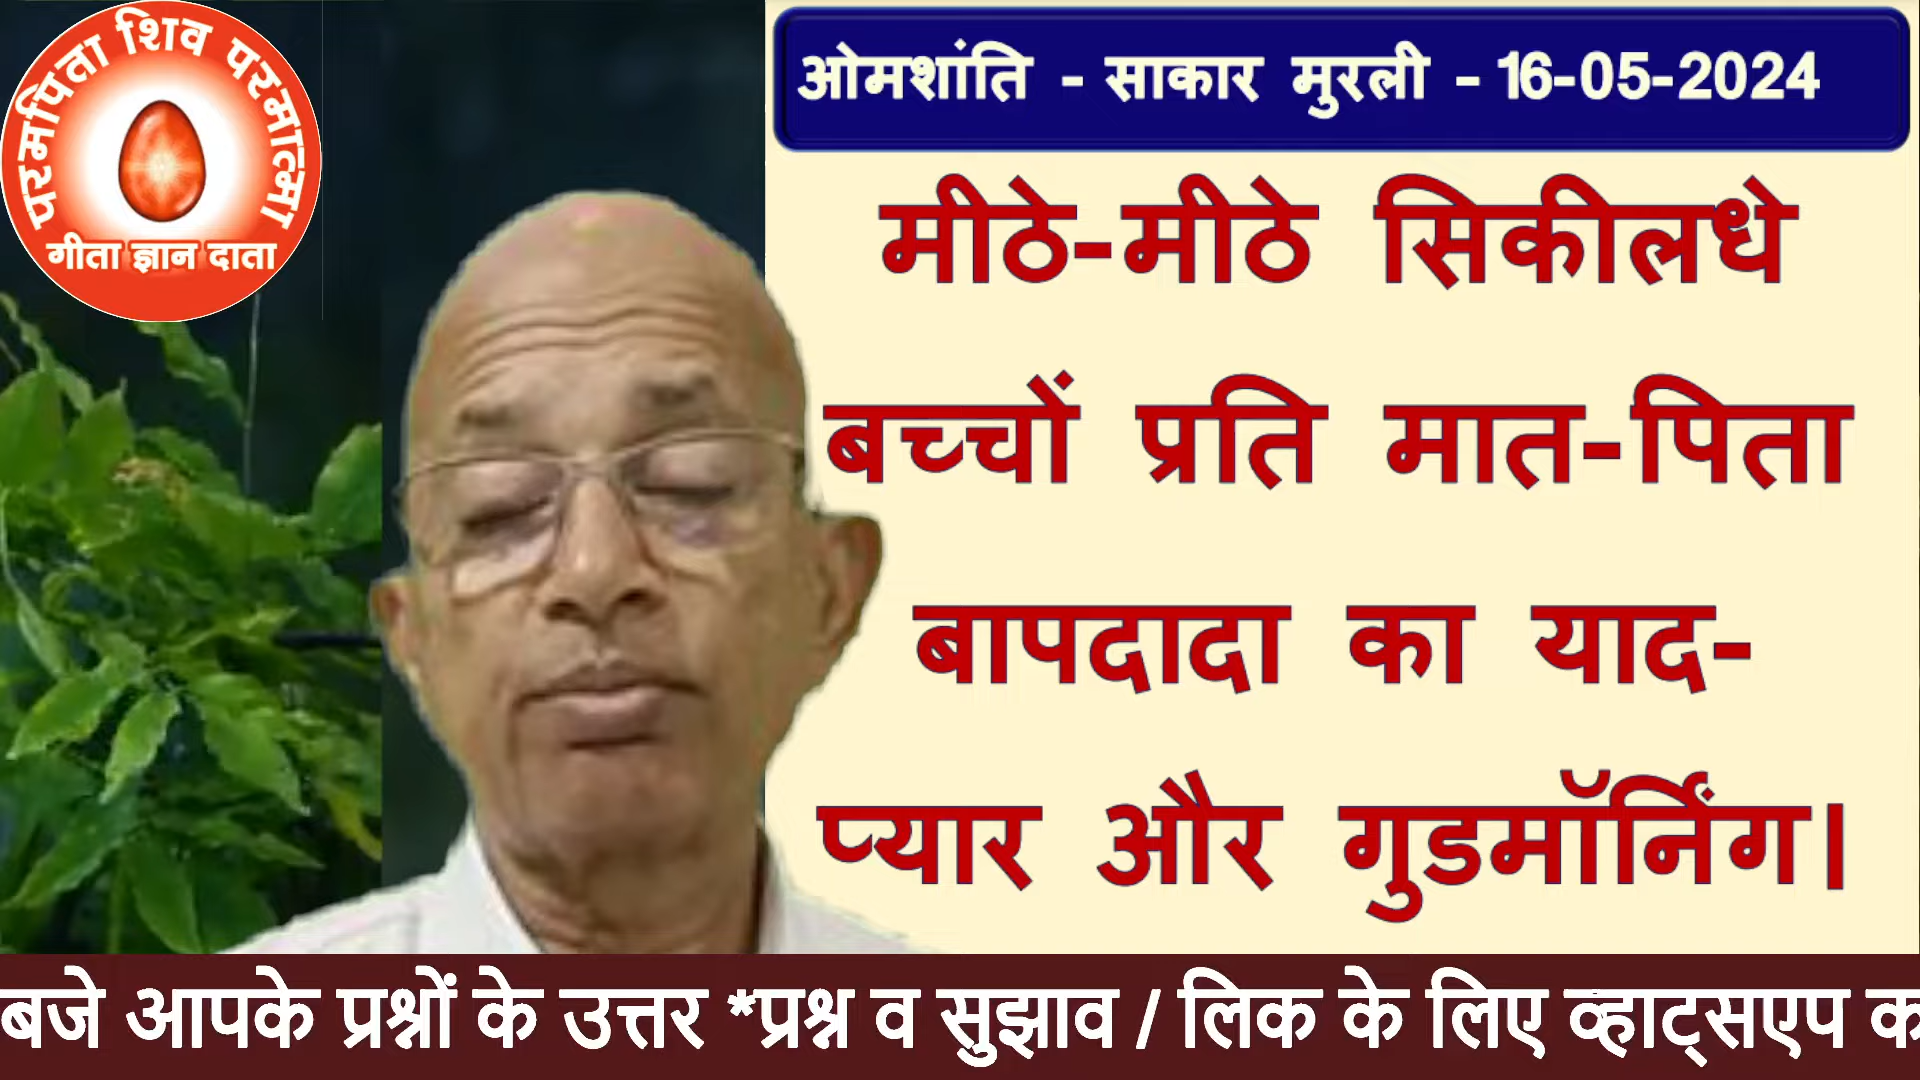 परमपिता शिव परमात्मा
गीता ज्ञान दाता
ओमशांति - साकार मुरली - 16-05-2024
मीठे-मीठे सिकीलधे
बच्चों प्रति मात-पिता
बापदादा का याद-
प्यार और गुडमॉर्निंग।
बजे आपके प्रश्नों के उत्तर *प्रश्न व सुझाव / लिंक के लिए व्हाट्सएप क